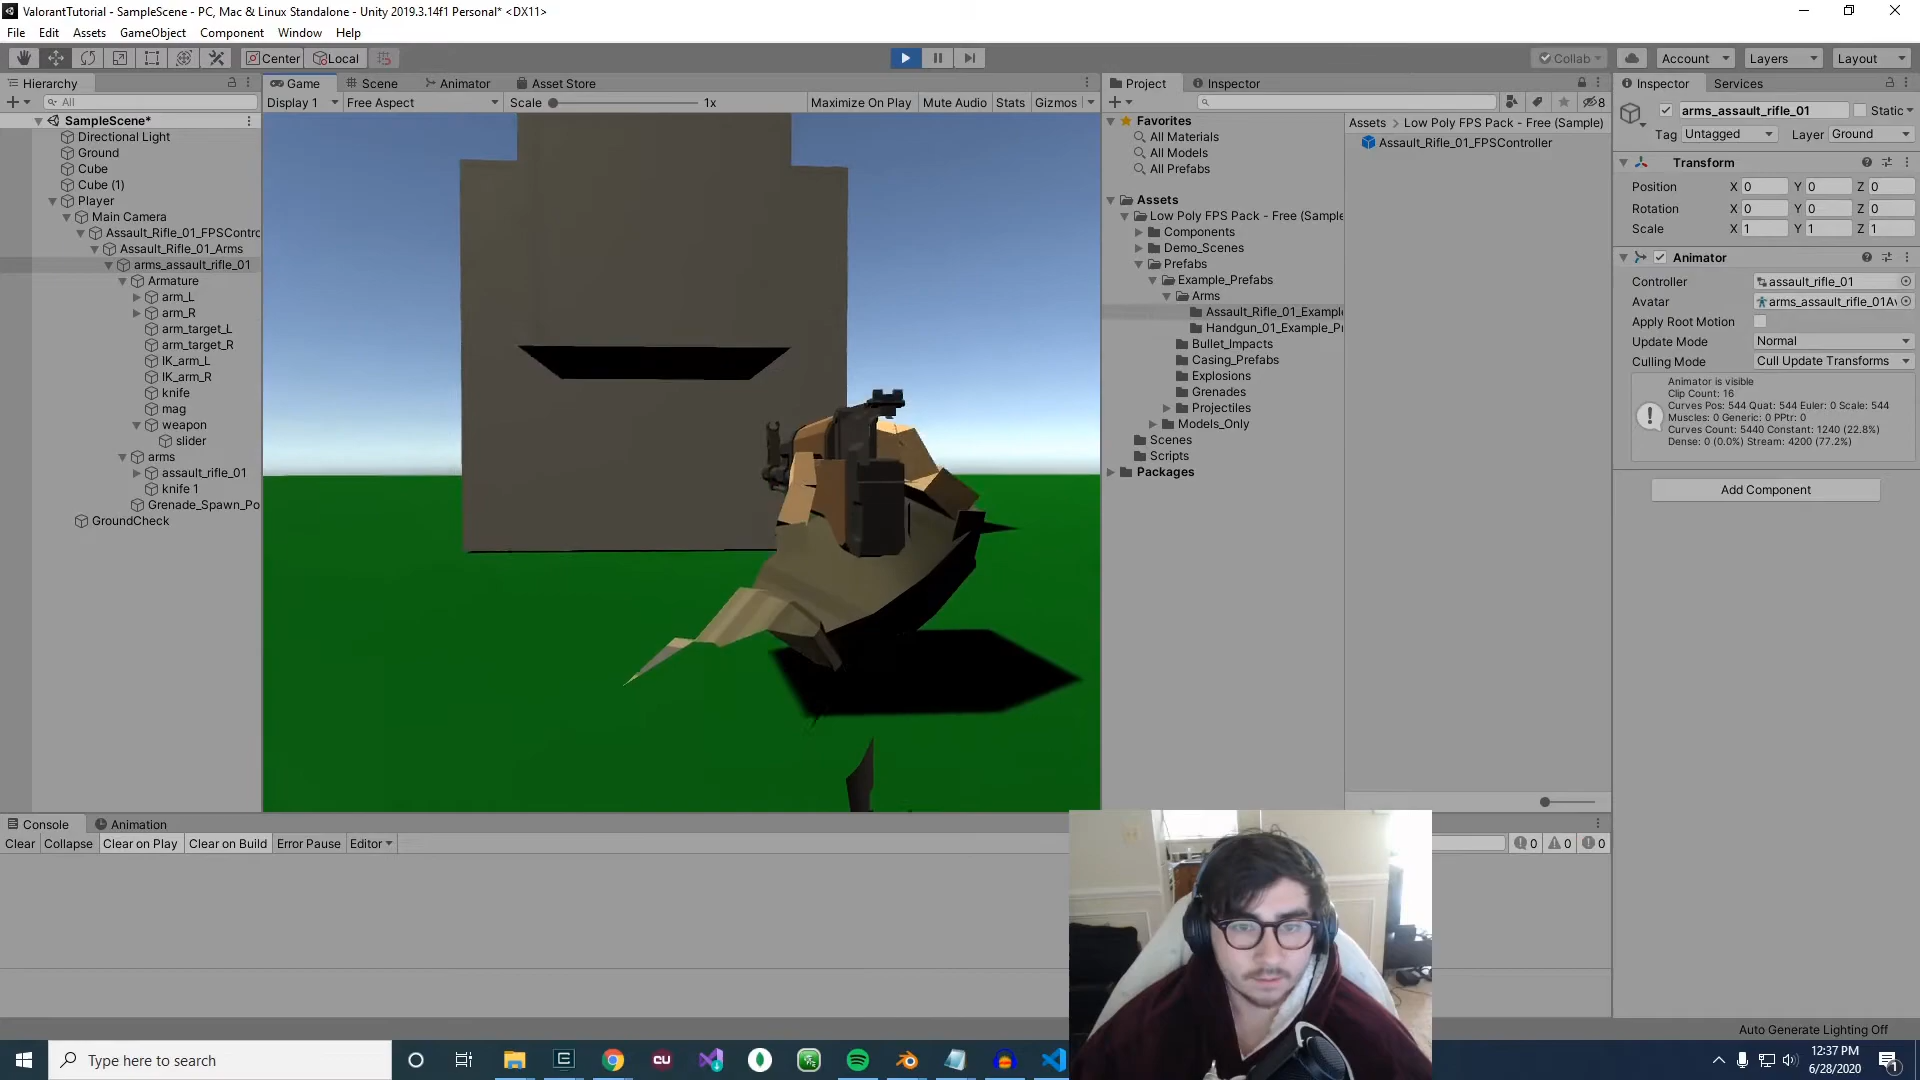 ValorantTutorial - SampleScene - PC, Mac & Linux Standalone - Unity 2019.3.14f1 Personal* <DX11>
File Edit Assets GameObject Component Window Help
Center Local Collab Account Layers Layout
Hierarchy
All
SampleScene*
Directional Light
Ground
Cube
Cube (1)
Player
Main Camera
Assault_Rifle_01_FPSContro
Assault_Rifle_01_Arms
arms_assault_rifle_01
Armature
arm_L
arm_R
arm_target_L
arm_target_R
IK_arm_L
IK_arm_R
knife
mag
weapon
slider
arms
assault_rifle_01
knife 1
Grenade_Spawn_Po
GroundCheck
Game Scene Animator Asset Store
Display 1 Free Aspect Scale 1x Maximize On Play Mute Audio Stats Gizmos
Project Inspector
8
Favorites
All Materials
All Models
All Prefabs
Assets
Low Poly FPS Pack - Free (Sample
Components
Demo_Scenes
Prefabs
Example_Prefabs
Arms
Assault_Rifle_01_Example
Handgun_01_Example_Pr
Bullet_Impacts
Casing_Prefabs
Explosions
Grenades
Projectiles
Models_Only
Scenes
Scripts
Packages
Assets > Low Poly FPS Pack - Free (Sample)
Assault_Rifle_01_FPSController
Inspector Services
arms_assault_rifle_01 Static
Tag Untagged Layer Ground
Transform
Position X 0 Y 0 Z 0
Rotation X 0 Y 0 Z 0
Scale X 1 Y 1 Z 1
Animator
Controller assault_rifle_01
Avatar arms_assault_rifle_01Av
Apply Root Motion
Update Mode Normal
Culling Mode Cull Update Transforms
Animator is visible
Clip Count: 16
Curves Pos: 544 Quat: 544 Euler: 0 Scale: 544
Muscles: 0 Generic: 0 PPtr: 0
Curves Count: 5440 Constant: 1240 (22.8%)
Dense: 0 (0.0%) Stream: 4200 (77.2%)
Add Component
Console Animation
Clear Collapse Clear on Play Clear on Build Error Pause Editor
0 0 0
Auto Generate Lighting Off
Type here to search
12:37 PM
6/28/2020
1